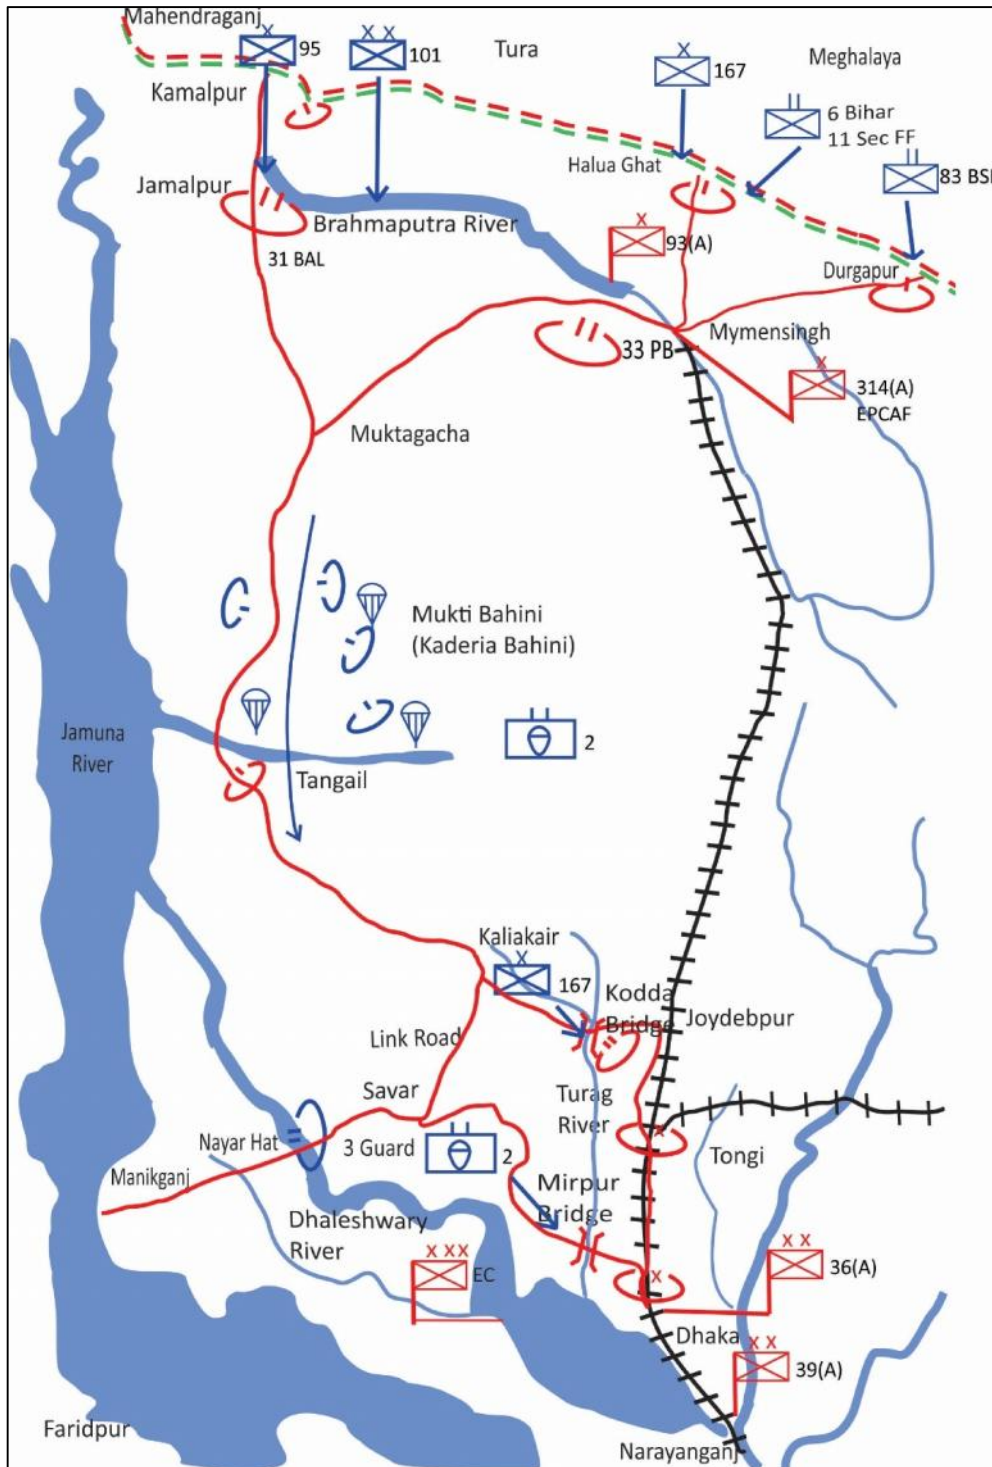 Mahendraganj
X
95
X X
101
Tura
X
167
Meghalaya
6 Bihar
11 Sec FF
83 BSF
Kamalpur
Halua Ghat
Jamalpur
Brahmaputra River
31 BAL
X
93(A)
Durgapur
Mymensingh
33 PB
X
314(A)
EPCAF
Muktagacha
Mukti Bahini
(Kaderia Bahini)
Jamuna
River
2
Tangail
Kaliakair
X
167
Kodda
Bridge
Joydebpur
Link Road
Savar
Turag
River
Nayar Hat
3 Guard
2
Tongi
Manikganj
Mirpur
Bridge
Dhaleshwary
River
X XX
EC
X X
36(A)
Dhaka
X X
39(A)
Faridpur
Narayanganj